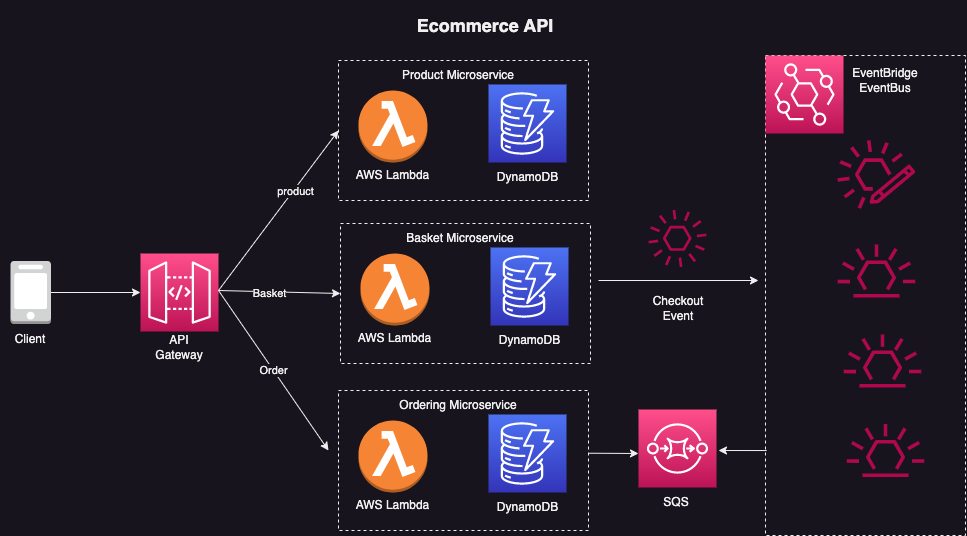 Ecommerce API
Product Microservice
AWS Lambda
DynamoDB
EventBridge
EventBus
product
Basket Microservice
AWS Lambda
DynamoDB
Basket
Checkout
Event
Client
API
Gateway
Order
Ordering Microservice
AWS Lambda
DynamoDB
SQS